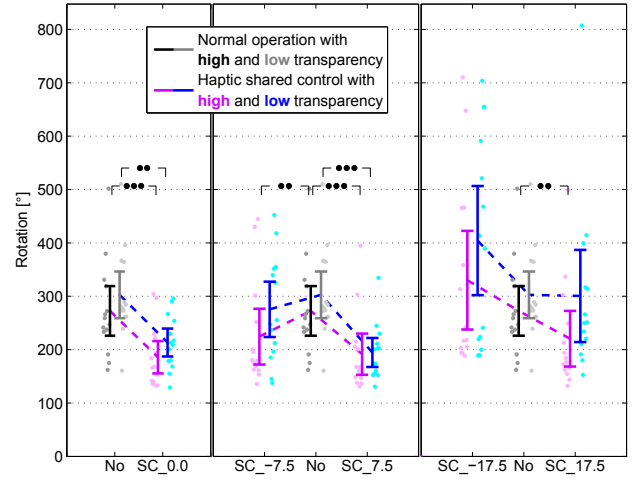 800
700
600
500
400
300
200
100
0
Rotation [°]
Normal operation with
high and low transparency
Haptic shared control with
high and low transparency
No SC_0.0
SC_−7.5 No SC_7.5
SC_−17.5 No SC_17.5